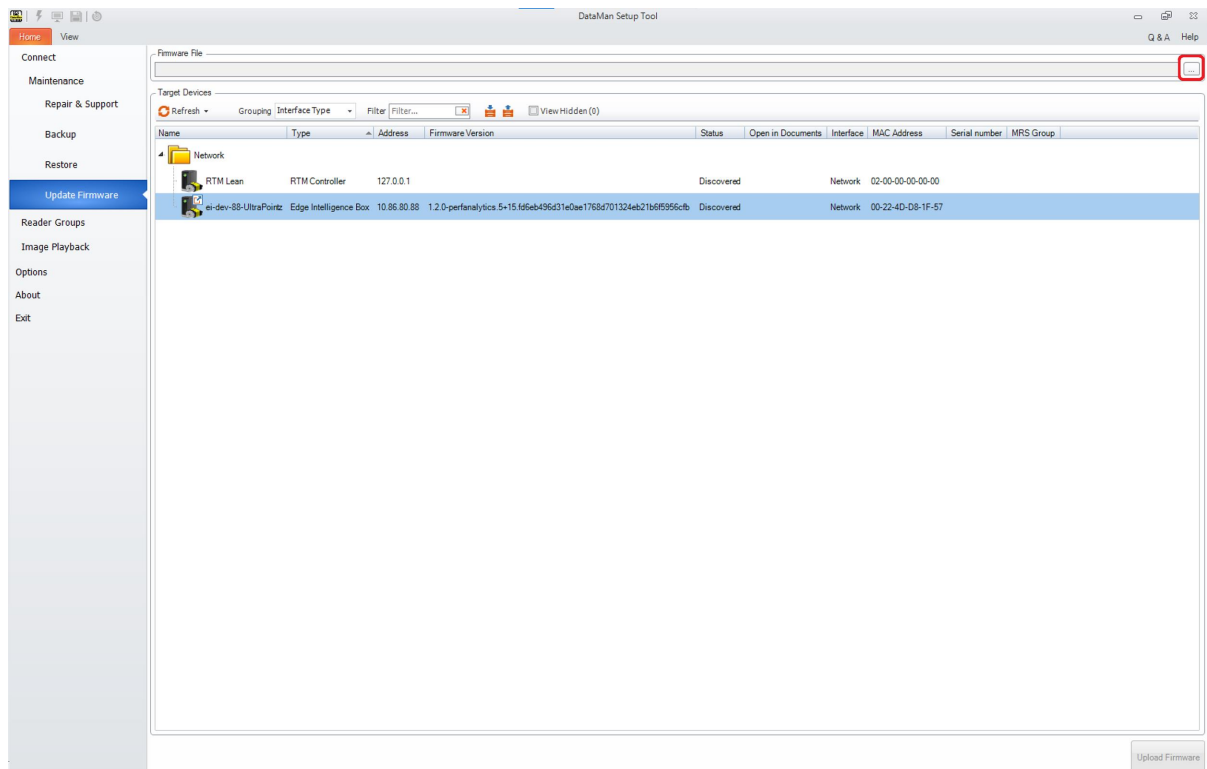 DataMan Setup Tool
Home View Q & A Help
Connect
Maintenance
Repair & Support
Backup
Restore
Update Firmware
Reader Groups
Image Playback
Options
About
Exit
Firmware File
...
Target Devices
Refresh Grouping Interface Type Filter Filter... View Hidden (0)
Name Type Address Firmware Version Status Open in Documents Interface MAC Address Serial number MRS Group
Network
RTM Lean RTM Controller 127.0.0.1 Discovered Network 02-00-00-00-00-00
ei-dev-88-UltraPointz Edge Intelligence Box 10.86.80.88 1.2.0-perfanalytics.5+15.fd6eb496d31e0ae1768d701324eb21b6f5956cfb Discovered Network 00-22-4D-D8-1F-57
Upload Firmware